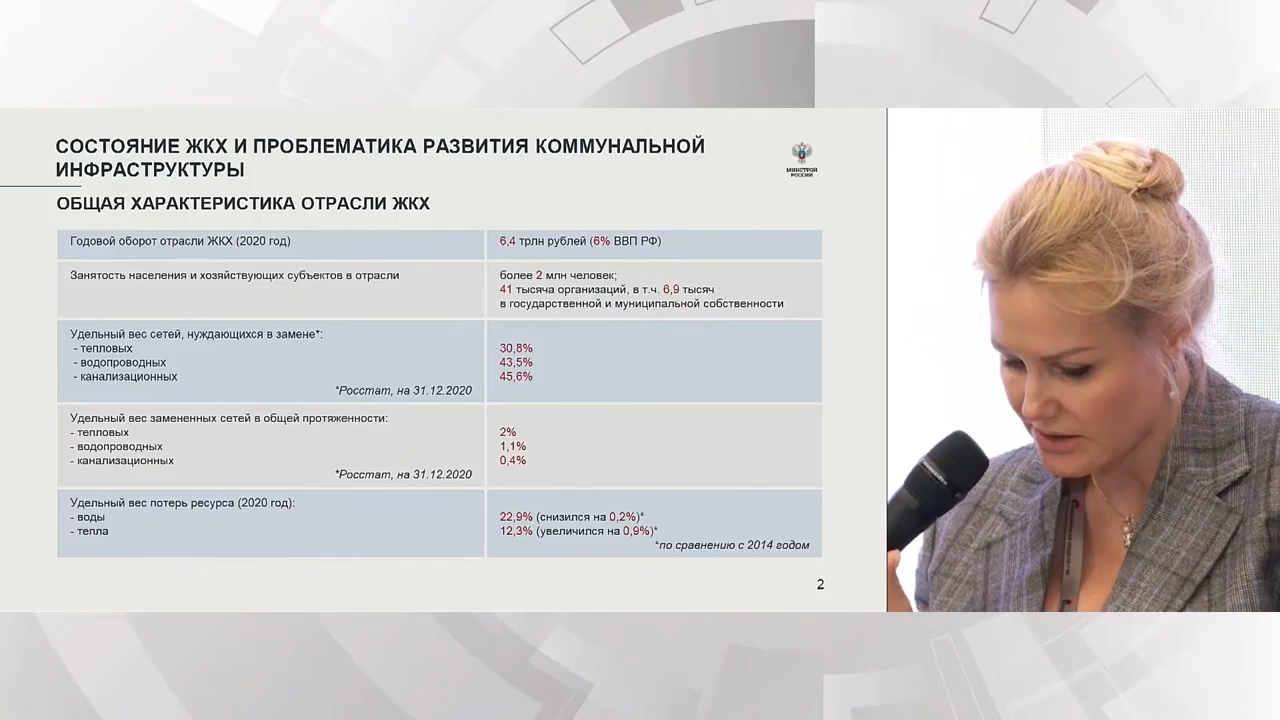 СОСТОЯНИЕ ЖКХ И ПРОБЛЕМАТИКА РАЗВИТИЯ КОММУНАЛЬНОЙ
ИНФРАСТРУКТУРЫ
МИНСТРОЙ
РОССИИ
ОБЩАЯ ХАРАКТЕРИСТИКА ОТРАСЛИ ЖКХ
Годовой оборот отрасли ЖКХ (2020 год)
6,4 трлн рублей (6% ВВП РФ)
Занятость населения и хозяйствующих субъектов в отрасли
более 2 млн человек;
41 тысяча организаций, в т.ч. 6,9 тысяч
в государственной и муниципальной собственности
Удельный вес сетей, нуждающихся в замене*:
- тепловых
30,8%
- водопроводных
43,5%
- канализационных
45,6%
*Росстат, на 31.12.2020
Удельный вес замененных сетей в общей протяженности:
- тепловых
2%
- водопроводных
1,1%
- канализационных
0,4%
*Росстат, на 31.12.2020
Удельный вес потерь ресурса (2020 год):
- воды
22,9% (снизился на 0,2%)*
- тепла
12,3% (увеличился на 0,9%)*
*по сравнению с 2014 годом
2